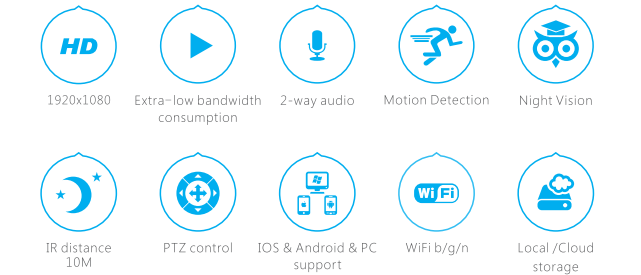 HD
1920x1080
Extra-low bandwidth
consumption
2-way audio
Motion Detection
Night Vision
WiFi
IR distance
10M
PTZ control
IOS & Android & PC
support
WiFi b/g/n
Local /Cloud
storage